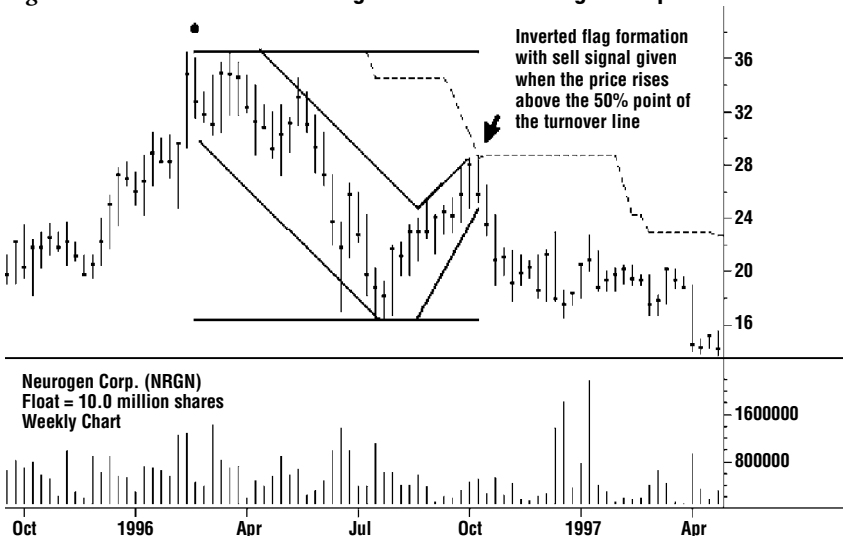 Inverted flag formation
with sell signal given
when the price rises
above the 50% point of
the turnover line
36
32
28
24
20
16
Neurogen Corp. (NRGN)
Float = 10.0 million shares
Weekly Chart
1600000
800000
Oct 1996 Apr Jul Oct 1997 Apr